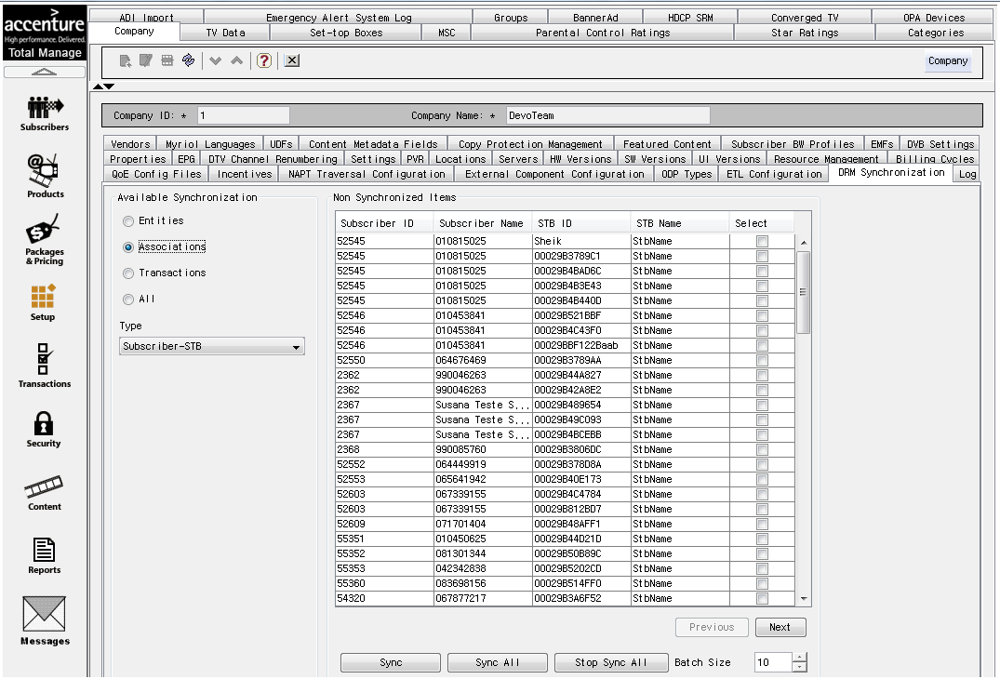 accenture
High performance. Delivered.
Total Manage
ADI Import Emergency Alert System Log Groups BannerAd HDCP SRM Converged TV OPA Devices
Company TV Data Set-top Boxes MSC Parental Control Ratings Star Ratings Categories
Company
Company ID: * 1 Company Name: * DevoTeam
Vendors Myriol Languages UDFs Content Metadata Fields Copy Protection Management Featured Content Subscriber BW Profiles EMFs DVB Settings
Properties EPG DTV Channel Renumbering Settings PVR Locations Servers HW Versions SW Versions UI Versions Resource Management Billing Cycles
QoE Config Files Incentives NAPT Traversal Configuration External Component Configuration ODP Types ETL Configuration DRM Synchronization Log
Subscribers
Products
Packages
& Pricing
Setup
Transactions
Security
Content
Reports
Messages
Available Synchronization
Entities
Associations
Transactions
All
Type
Subscriber-STB
Non Synchronized Items
Subscriber ID Subscriber Name STB ID STB Name Select
52545 010815025 Sheik StbName
52545 010815025 00029B3789C1 StbName
52545 010815025 00029B4BAD6C StbName
52545 010815025 00029B4B3E43 StbName
52545 010815025 00029B4B440D StbName
52546 010453841 00029B521BBF StbName
52546 010453841 00029B4C43F0 StbName
52546 010453841 00029BBF122Baab StbName
52550 064676469 00029B3789AA StbName
2362 990046263 00029B44A827 StbName
2362 990046263 00029B42A8E2 StbName
2367 Susana Teste S... 00029B489654 StbName
2367 Susana Teste S... 00029B49C093 StbName
2367 Susana Teste S... 00029B4BCEBB StbName
2368 990085760 00029B3806DC StbName
52552 064449919 00029B378D8A StbName
52553 065641942 00029B40E173 StbName
52603 067339155 00029B4C4784 StbName
52603 067339155 00029B812BD7 StbName
52609 071701404 00029B48AFF1 StbName
55351 010450625 00029B44D21D StbName
55352 081301344 00029B50B89C StbName
55353 042342838 00029B5202CD StbName
55360 083698156 00029B514FF0 StbName
54320 067877217 00029B3A6F52 StbName
Previous Next
Sync Sync All Stop Sync All Batch Size 10